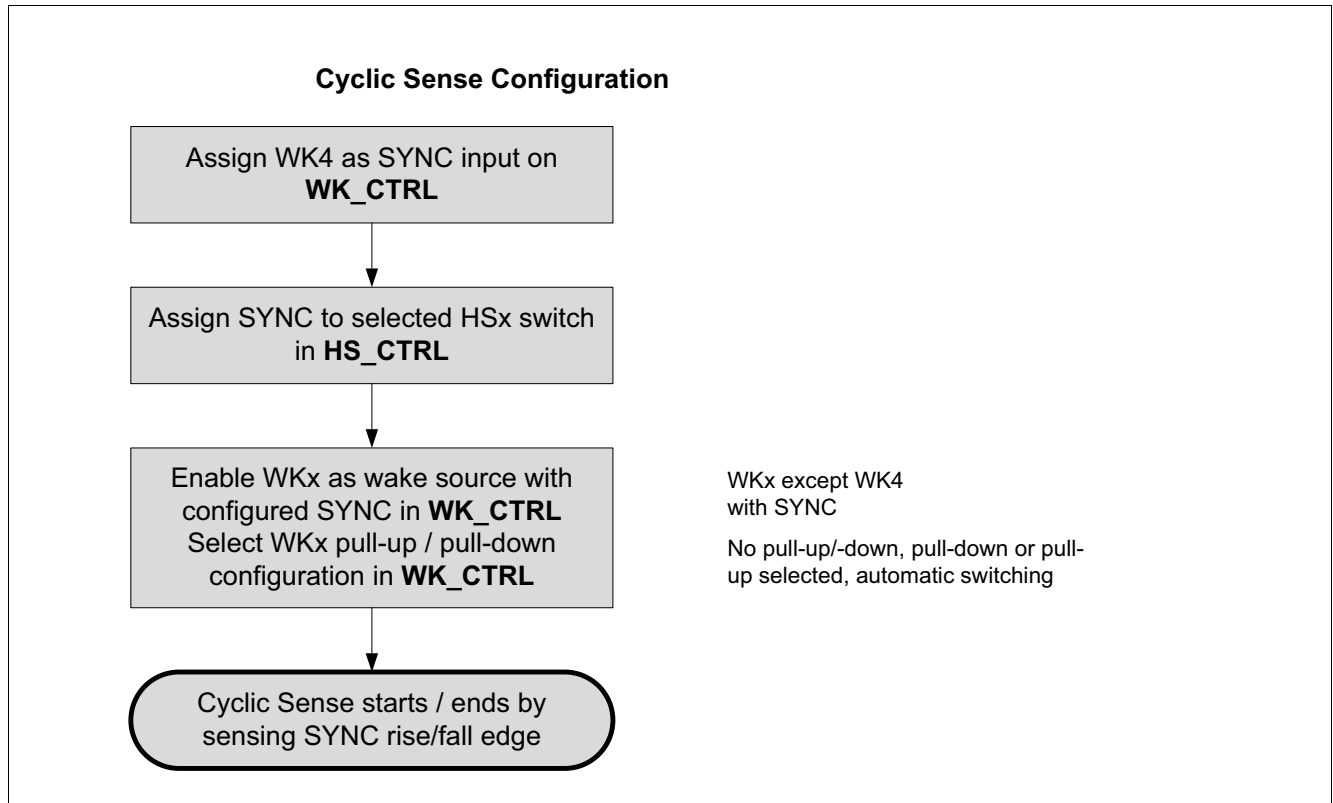 Cyclic Sense Configuration
Assign WK4 as SYNC input on
WK_CTRL
Assign SYNC to selected HSx switch
in HS_CTRL
Enable WKx as wake source with
configured SYNC in WK_CTRL
Select WKx pull-up / pull-down
configuration in WK_CTRL
WKx except WK4
with SYNC
No pull-up/-down, pull-down or pull-
up selected, automatic switching
Cyclic Sense starts / ends by
sensing SYNC rise/fall edge